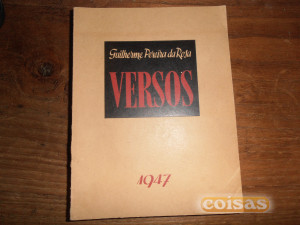 Guilherme Pereira da Rosa
VERSOS
1947
coisas